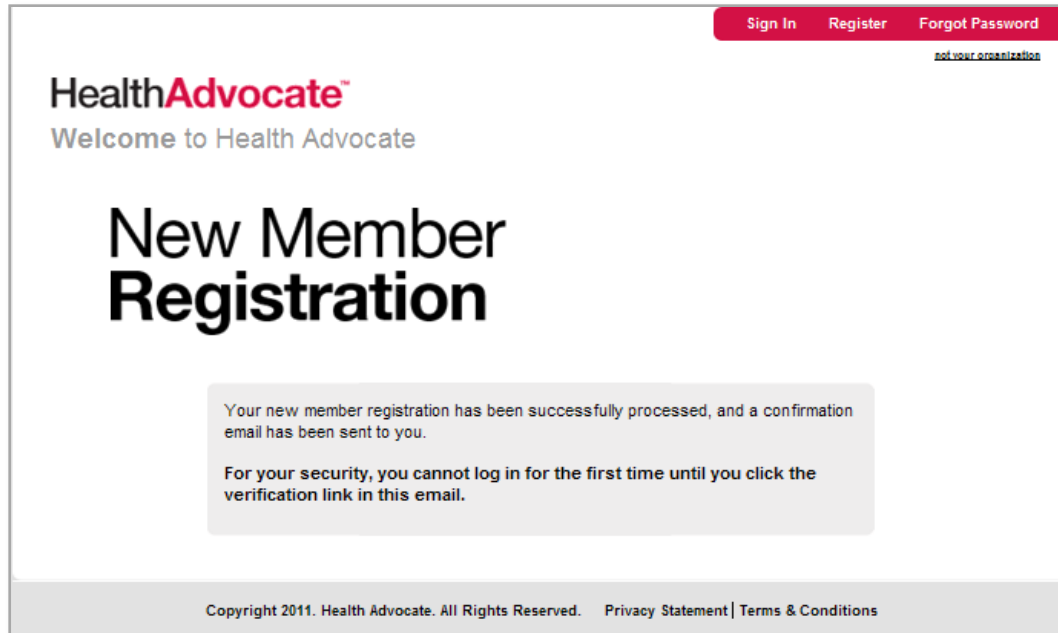 Sign In Register Forgot Password
not your organization
HealthAdvocate™
Welcome to Health Advocate
New Member
Registration
Your new member registration has been successfully processed, and a confirmation
email has been sent to you.
For your security, you cannot log in for the first time until you click the
verification link in this email.
Copyright 2011. Health Advocate. All Rights Reserved. Privacy Statement | Terms & Conditions